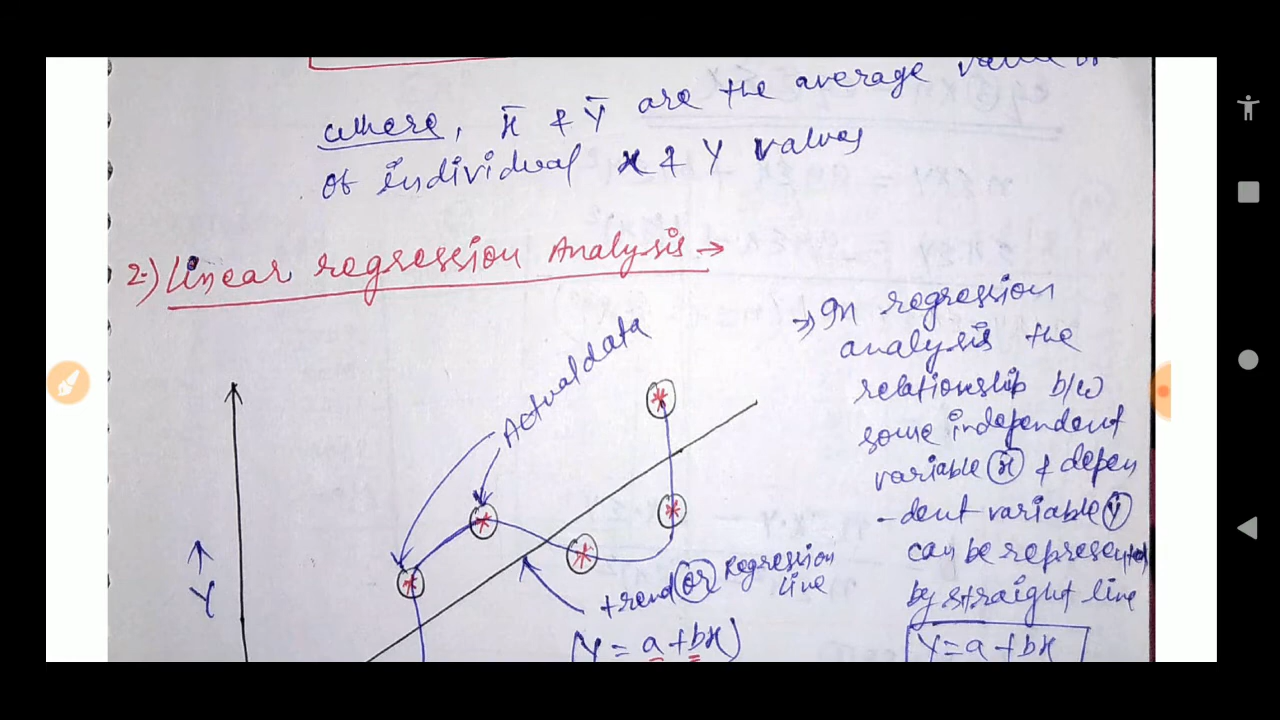 where, x̄ & Ȳ are the average value of
of individual x & Y values
2.) Linear regression Analysis →
→ In regression
analysis the
relationship b/w
some independent
variable (x) & depen
- dent variable (Y)
can be represented
by straight line
Y = a + bx
Actual data
trend or Regression
line
(Y = a + bx)
→ Y